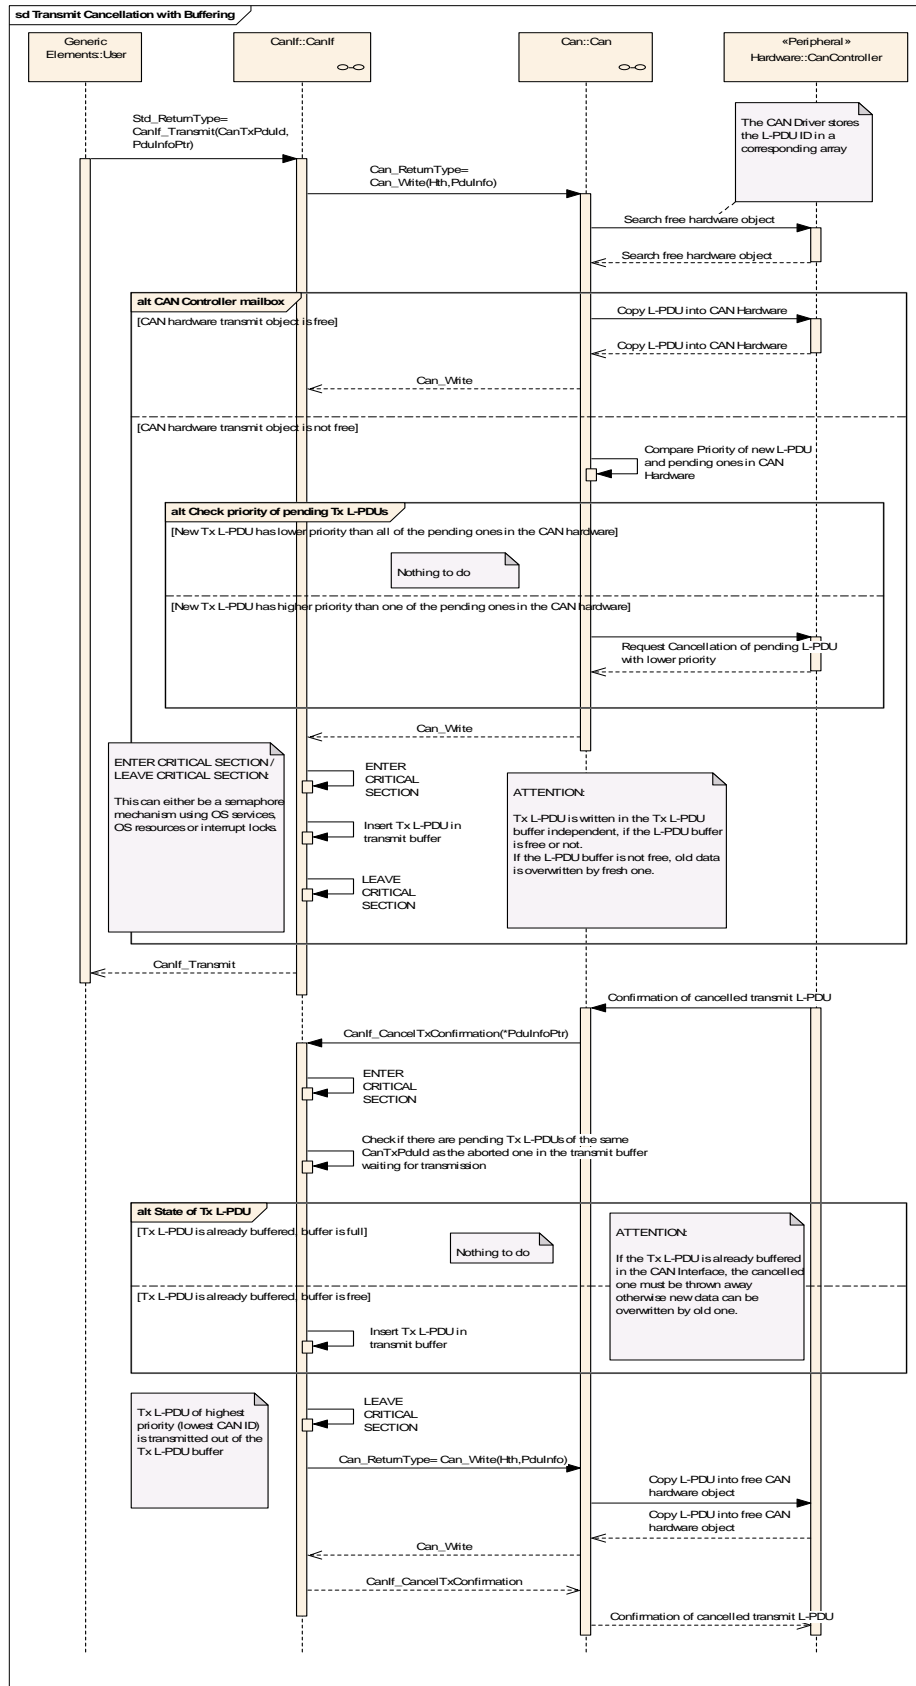 sd Transmit Cancellation with Buffering
Generic
Elements::User
CanIf::CanIf
Can::Can
«Peripheral»
Hardware::CanController
The CAN Driver stores
the L-PDU ID in a
corresponding array
Std_ReturnType=
CanIf_Transmit(CanTxPduId,
PduInfoPtr)
Can_ReturnType=
Can_Write(Hth,PduInfo)
Search free hardware object
Search free hardware object
alt CAN Controller mailbox
[CAN hardware transmit object is free]
Copy L-PDU into CAN Hardware
Copy L-PDU into CAN Hardware
Can_Write
[CAN hardware transmit object is not free]
Compare Priority of new L-PDU
and pending ones in CAN
Hardware
alt Check priority of pending Tx L-PDUs
[New Tx L-PDU has lower priority than all of the pending ones in the CAN hardware]
Nothing to do
[New Tx L-PDU has higher priority than one of the pending ones in the CAN hardware]
Request Cancellation of pending L-PDU
with lower priority
Can_Write
ENTER CRITICAL SECTION /
LEAVE CRITICAL SECTION:
This can either be a semaphore
mechanism using OS services,
OS resources or interrupt locks.
ENTER
CRITICAL
SECTION
Insert Tx L-PDU in
transmit buffer
LEAVE
CRITICAL
SECTION
ATTENTION:
Tx L-PDU is written in the Tx L-PDU
buffer independent, if the L-PDU buffer
is free or not.
If the L-PDU buffer is not free, old data
is overwritten by fresh one.
CanIf_Transmit
Confirmation of cancelled transmit L-PDU
CanIf_CancelTxConfirmation(*PduInfoPtr)
ENTER
CRITICAL
SECTION
Check if there are pending Tx L-PDUs of the same
CanTxPduId as the aborted one in the transmit buffer
waiting for transmission
alt State of Tx L-PDU
[Tx L-PDU is already buffered, buffer is full]
Nothing to do
ATTENTION:
If the Tx L-PDU is already buffered
in the CAN Interface, the cancelled
one must be thrown away
otherwise new data can be
overwritten by old one.
[Tx L-PDU is already buffered, buffer is free]
Insert Tx L-PDU in
transmit buffer
Tx L-PDU of highest
priority (lowest CAN ID)
is transmitted out of the
Tx L-PDU buffer
LEAVE
CRITICAL
SECTION
Can_ReturnType= Can_Write(Hth,PduInfo)
Copy L-PDU into free CAN
hardware object
Copy L-PDU into free CAN
hardware object
Can_Write
CanIf_CancelTxConfirmation
Confirmation of cancelled transmit L-PDU